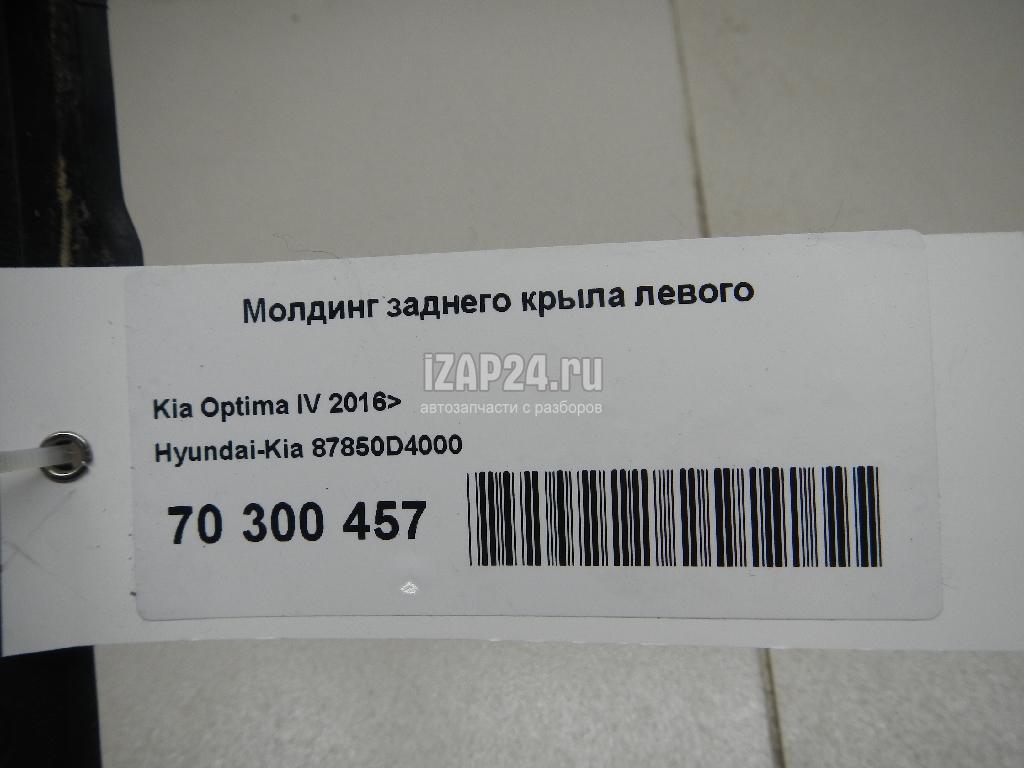 Молдинг заднего крыла левого
iZAP24.ru
автозапчасти с разборов
Kia Optima IV 2016>
Hyundai-Kia 87850D4000
70 300 457